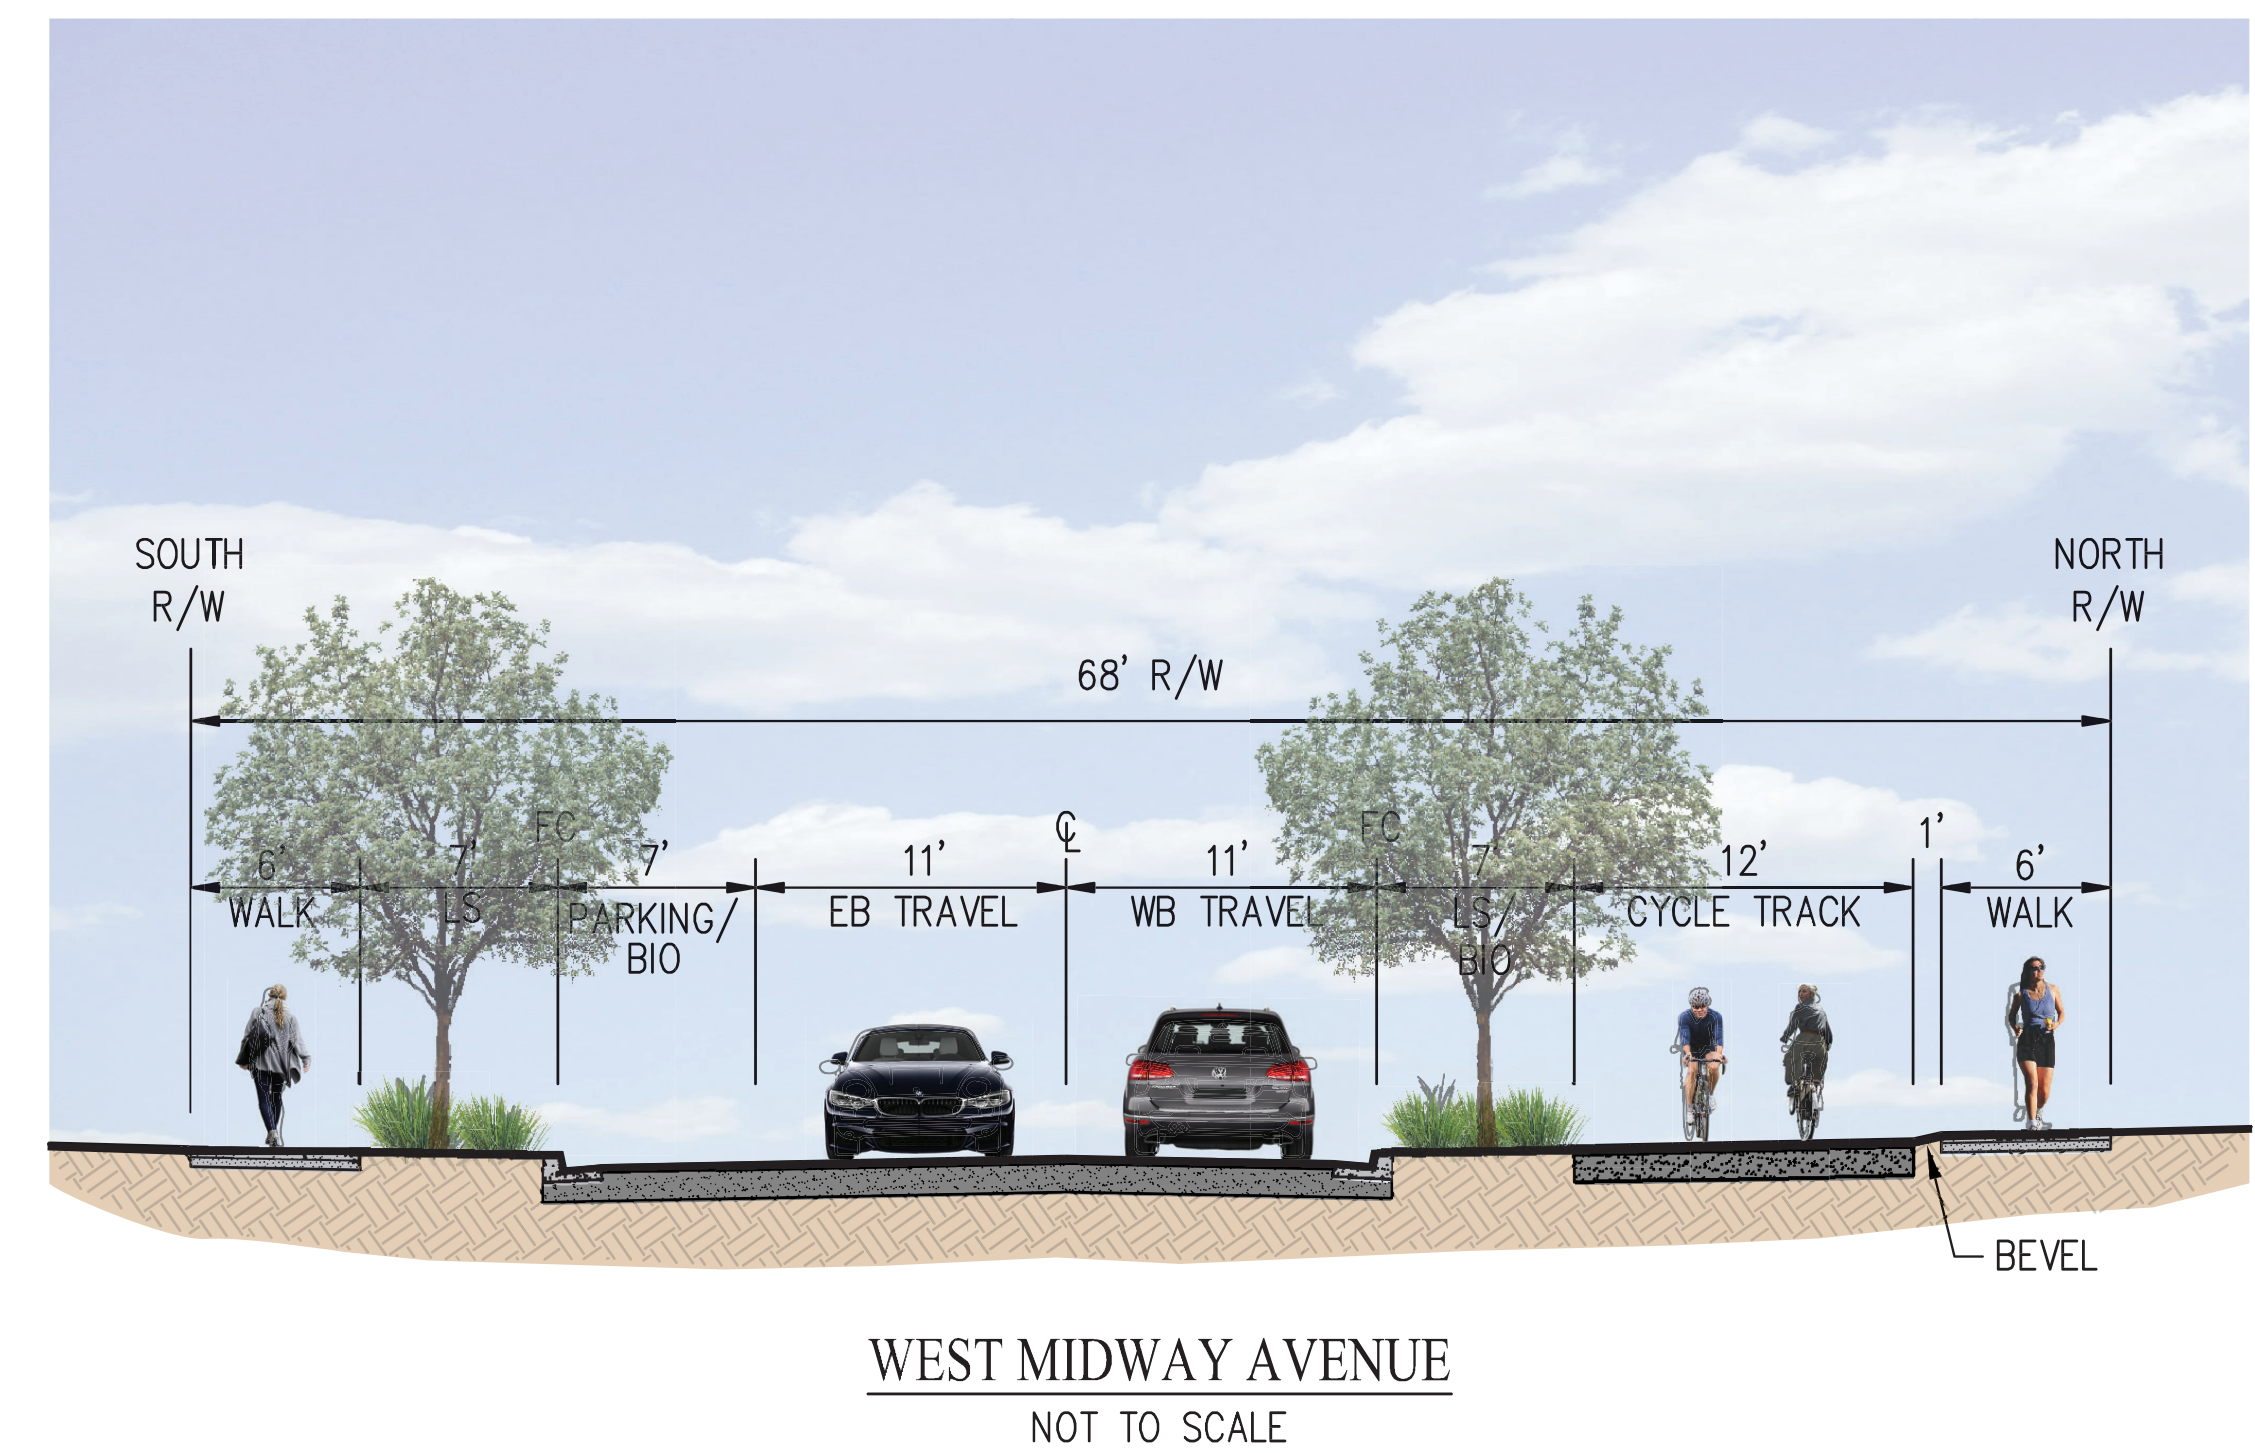 SOUTH
R/W
NORTH
R/W
68' R/W
FC
℄
FC
6'
WALK
7'
LS
7'
PARKING/
BIO
11'
EB TRAVEL
11'
WB TRAVEL
7'
LS/
BIO
12'
CYCLE TRACK
1'
6'
WALK
BEVEL
WEST MIDWAY AVENUE
NOT TO SCALE